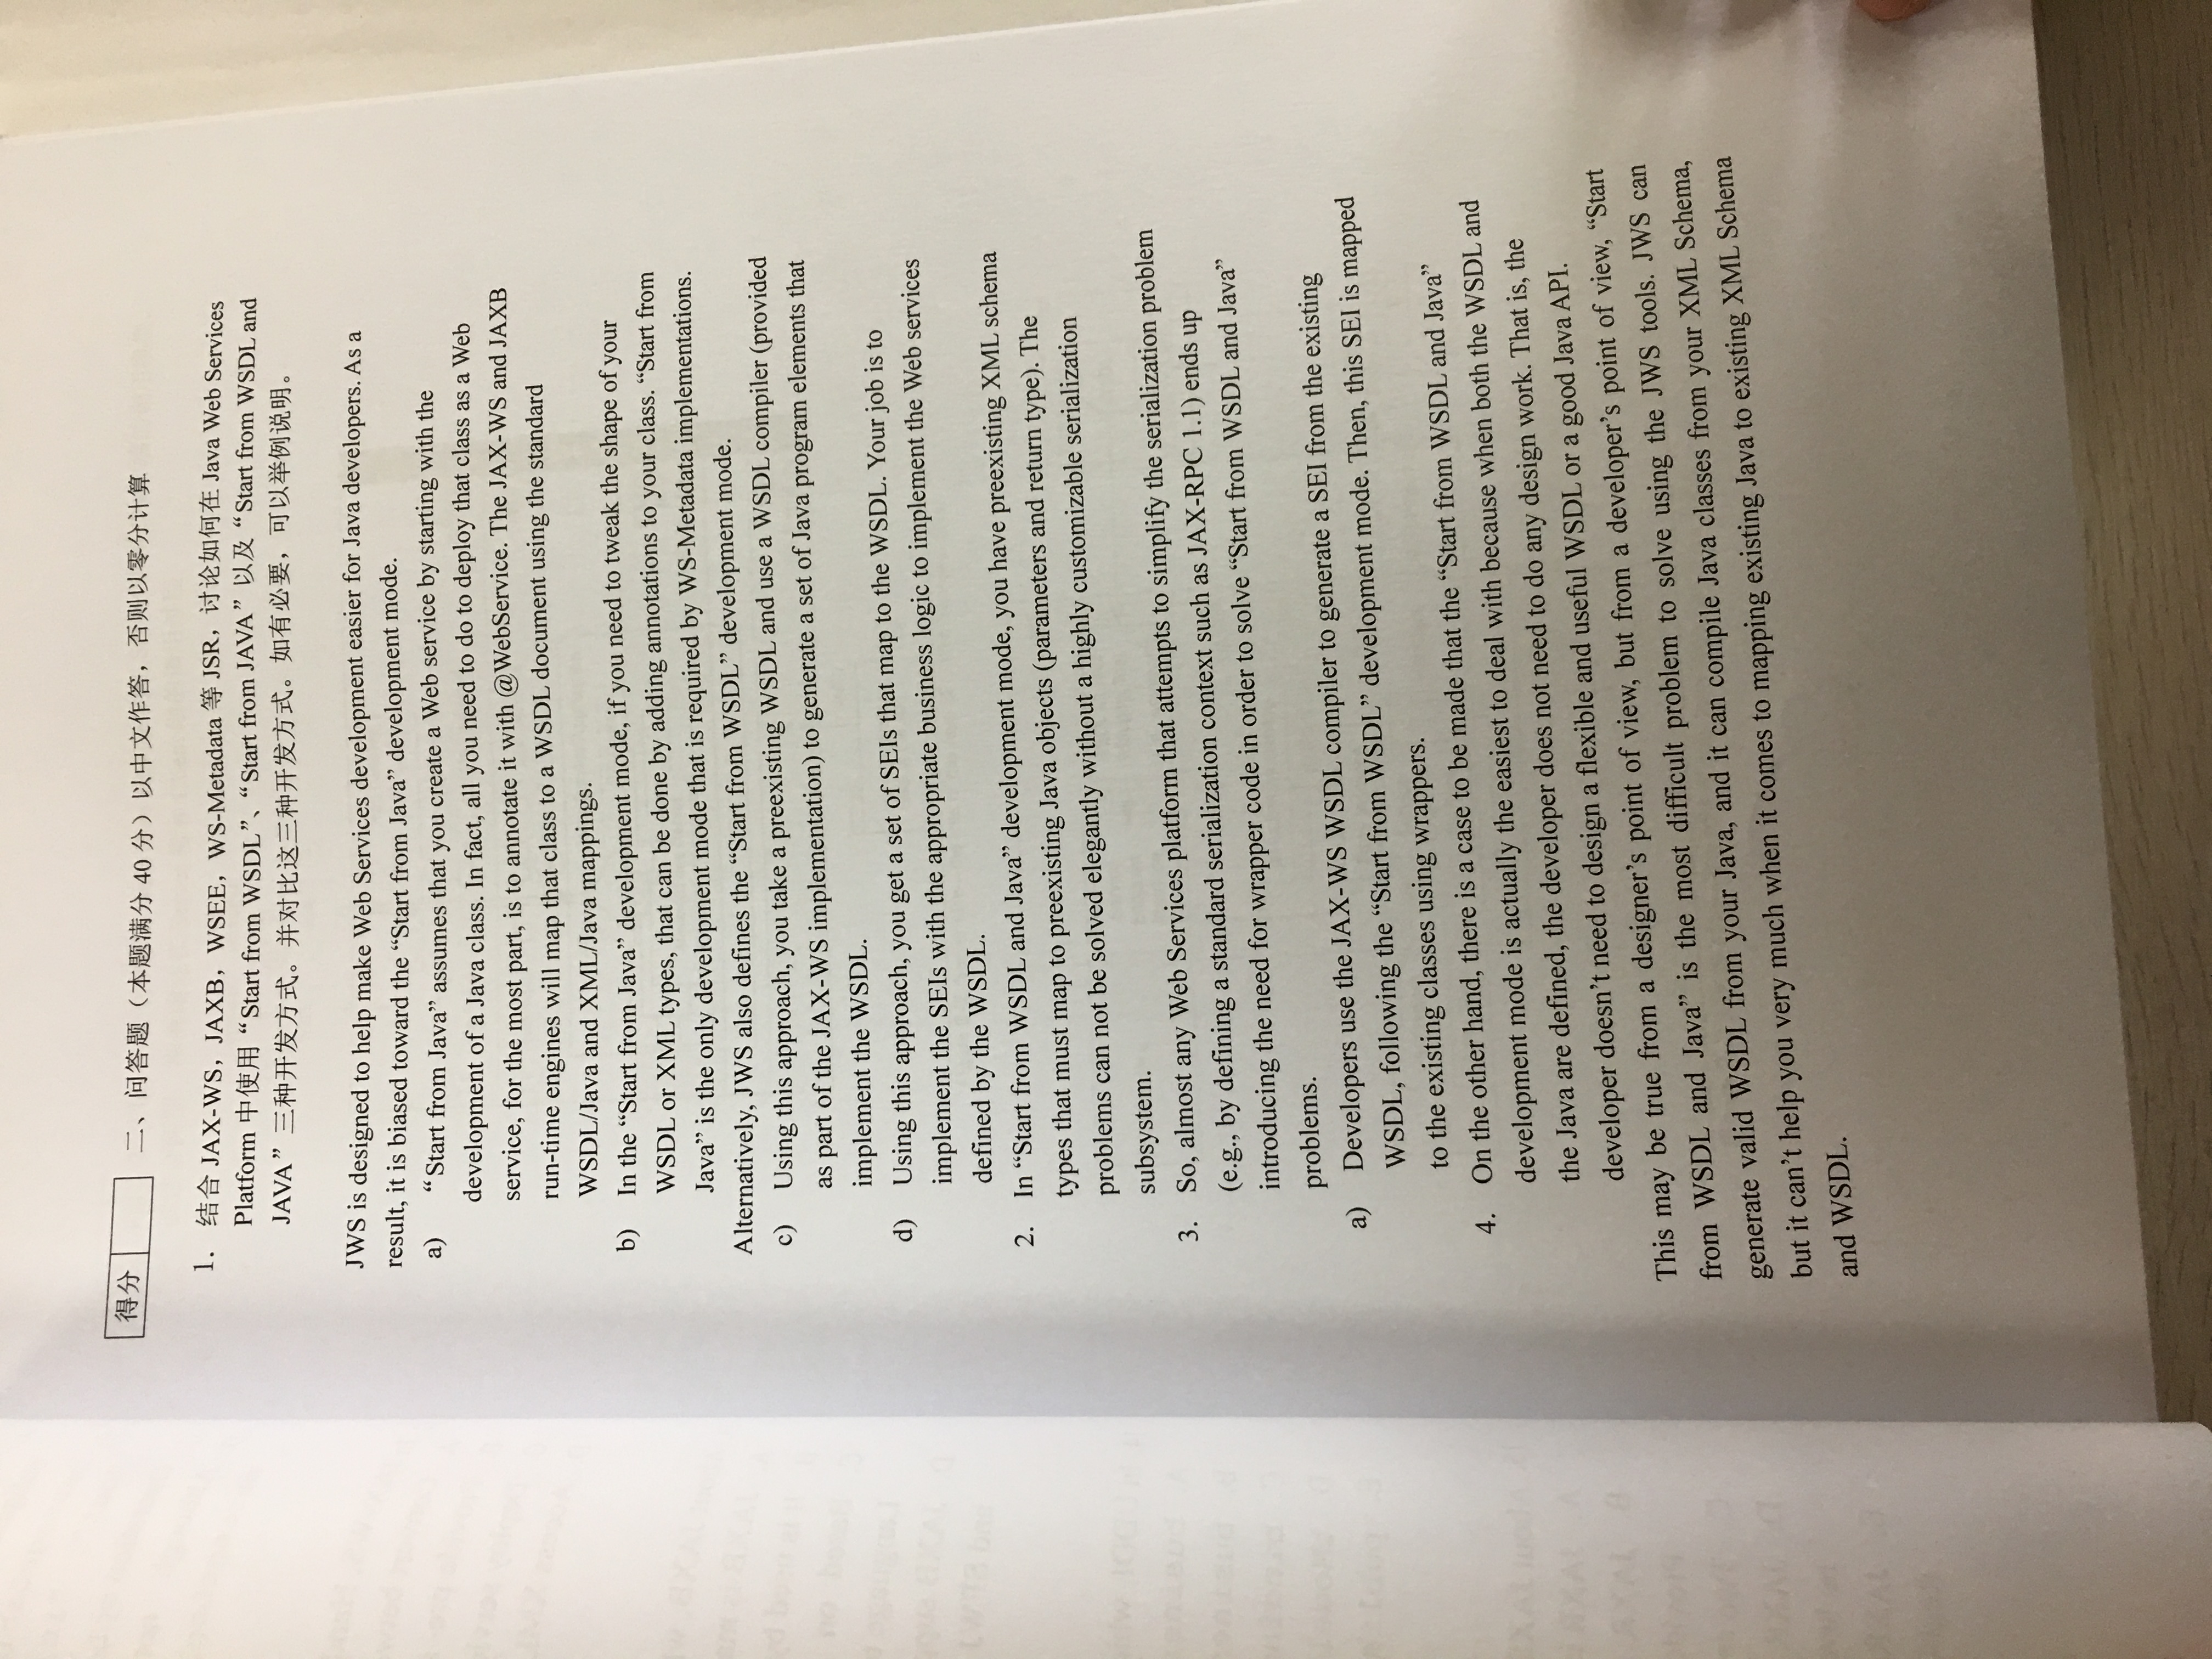 得分
二、问答题（本题满分 40 分）以中文作答，否则以零分计算
1. 结合 JAX-WS，JAXB，WSEE，WS-Metadata 等 JSR，讨论如何在 Java Web Services
Platform 中使用“Start from WSDL”、“Start from JAVA”以及“Start from WSDL and
JAVA”三种开发方式。并对比这三种开发方式。如有必要，可以举例说明。
JWS is designed to help make Web Services development easier for Java developers. As a
result, it is biased toward the “Start from Java” development mode.
a) “Start from Java” assumes that you create a Web service by starting with the
development of a Java class. In fact, all you need to do to deploy that class as a Web
service, for the most part, is to annotate it with @WebService. The JAX-WS and JAXB
run-time engines will map that class to a WSDL document using the standard
WSDL/Java and XML/Java mappings.
b) In the “Start from Java” development mode, if you need to tweak the shape of your
WSDL or XML types, that can be done by adding annotations to your class. “Start from
Java” is the only development mode that is required by WS-Metadata implementations.
Alternatively, JWS also defines the “Start from WSDL” development mode.
c) Using this approach, you take a preexisting WSDL and use a WSDL compiler (provided
as part of the JAX-WS implementation) to generate a set of Java program elements that
implement the WSDL.
d) Using this approach, you get a set of SEIs that map to the WSDL. Your job is to
implement the SEIs with the appropriate business logic to implement the Web services
defined by the WSDL.
2. In “Start from WSDL and Java” development mode, you have preexisting XML schema
types that must map to preexisting Java objects (parameters and return type). The
problems can not be solved elegantly without a highly customizable serialization
subsystem.
3. So, almost any Web Services platform that attempts to simplify the serialization problem
(e.g., by defining a standard serialization context such as JAX-RPC 1.1) ends up
introducing the need for wrapper code in order to solve “Start from WSDL and Java”
problems.
a) Developers use the JAX-WS WSDL compiler to generate a SEI from the existing
WSDL, following the “Start from WSDL” development mode. Then, this SEI is mapped
to the existing classes using wrappers.
4. On the other hand, there is a case to be made that the “Start from WSDL and Java”
development mode is actually the easiest to deal with because when both the WSDL and
the Java are defined, the developer does not need to do any design work. That is, the
developer doesn’t need to design a flexible and useful WSDL or a good Java API.
This may be true from a designer’s point of view, but from a developer’s point of view, “Start
from WSDL and Java” is the most difficult problem to solve using the JWS tools. JWS can
generate valid WSDL from your Java, and it can compile Java classes from your XML Schema,
but it can’t help you very much when it comes to mapping existing Java to existing XML Schema
and WSDL.